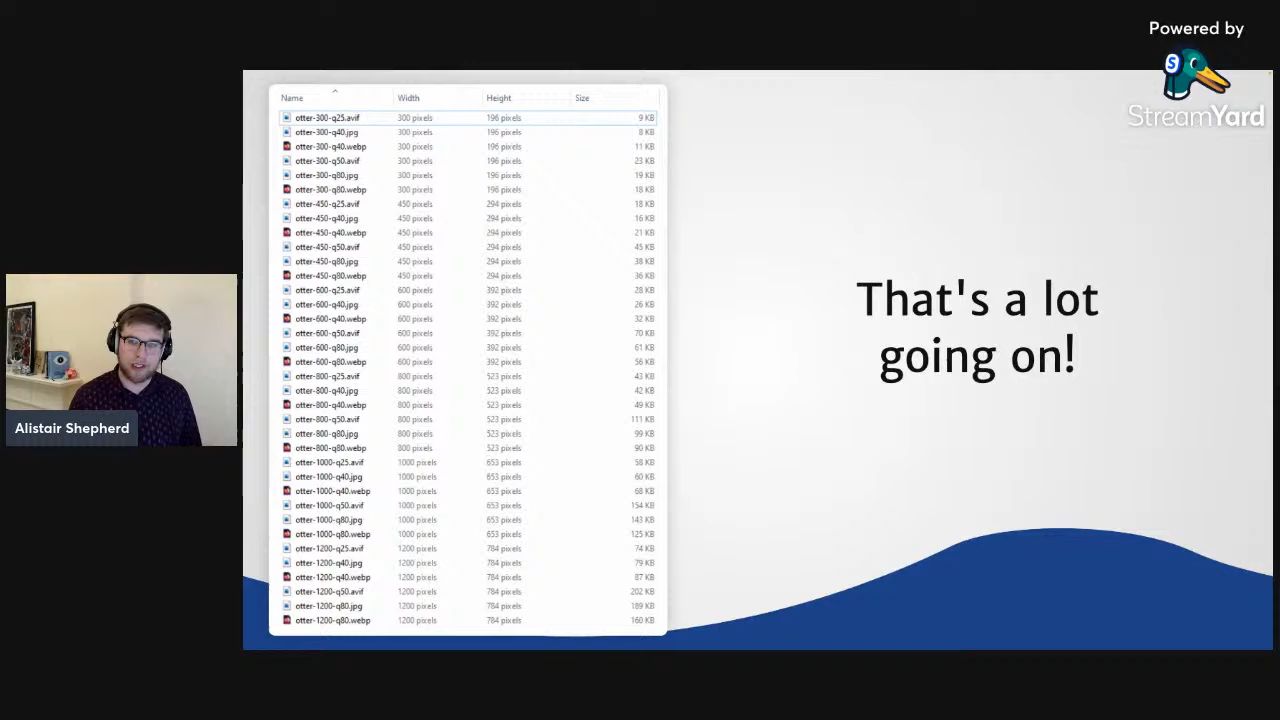 Powered by
StreamYard
Name Width Height Size
otter-300-q25.avif 300 pixels 196 pixels 9 KB
otter-300-q40.jpg 300 pixels 196 pixels 8 KB
otter-300-q40.webp 300 pixels 196 pixels 11 KB
otter-300-q50.avif 300 pixels 196 pixels 23 KB
otter-300-q80.jpg 300 pixels 196 pixels 19 KB
otter-300-q80.webp 300 pixels 196 pixels 18 KB
otter-450-q25.avif 450 pixels 294 pixels 18 KB
otter-450-q40.jpg 450 pixels 294 pixels 16 KB
otter-450-q40.webp 450 pixels 294 pixels 21 KB
otter-450-q50.avif 450 pixels 294 pixels 45 KB
otter-450-q80.jpg 450 pixels 294 pixels 38 KB
otter-450-q80.webp 450 pixels 294 pixels 36 KB
otter-600-q25.avif 600 pixels 392 pixels 28 KB
otter-600-q40.jpg 600 pixels 392 pixels 26 KB
otter-600-q40.webp 600 pixels 392 pixels 32 KB
otter-600-q50.avif 600 pixels 392 pixels 70 KB
otter-600-q80.jpg 600 pixels 392 pixels 61 KB
otter-600-q80.webp 600 pixels 392 pixels 56 KB
otter-800-q25.avif 800 pixels 523 pixels 43 KB
otter-800-q40.jpg 800 pixels 523 pixels 42 KB
otter-800-q40.webp 800 pixels 523 pixels 49 KB
otter-800-q50.avif 800 pixels 523 pixels 111 KB
otter-800-q80.jpg 800 pixels 523 pixels 99 KB
otter-800-q80.webp 800 pixels 523 pixels 90 KB
otter-1000-q25.avif 1000 pixels 653 pixels 58 KB
otter-1000-q40.jpg 1000 pixels 653 pixels 60 KB
otter-1000-q40.webp 1000 pixels 653 pixels 68 KB
otter-1000-q50.avif 1000 pixels 653 pixels 154 KB
otter-1000-q80.jpg 1000 pixels 653 pixels 143 KB
otter-1000-q80.webp 1000 pixels 653 pixels 125 KB
otter-1200-q25.avif 1200 pixels 784 pixels 74 KB
otter-1200-q40.jpg 1200 pixels 784 pixels 79 KB
otter-1200-q40.webp 1200 pixels 784 pixels 87 KB
otter-1200-q50.avif 1200 pixels 784 pixels 202 KB
otter-1200-q80.jpg 1200 pixels 784 pixels 189 KB
otter-1200-q80.webp 1200 pixels 784 pixels 160 KB
That's a lot
going on!
Alistair Shepherd